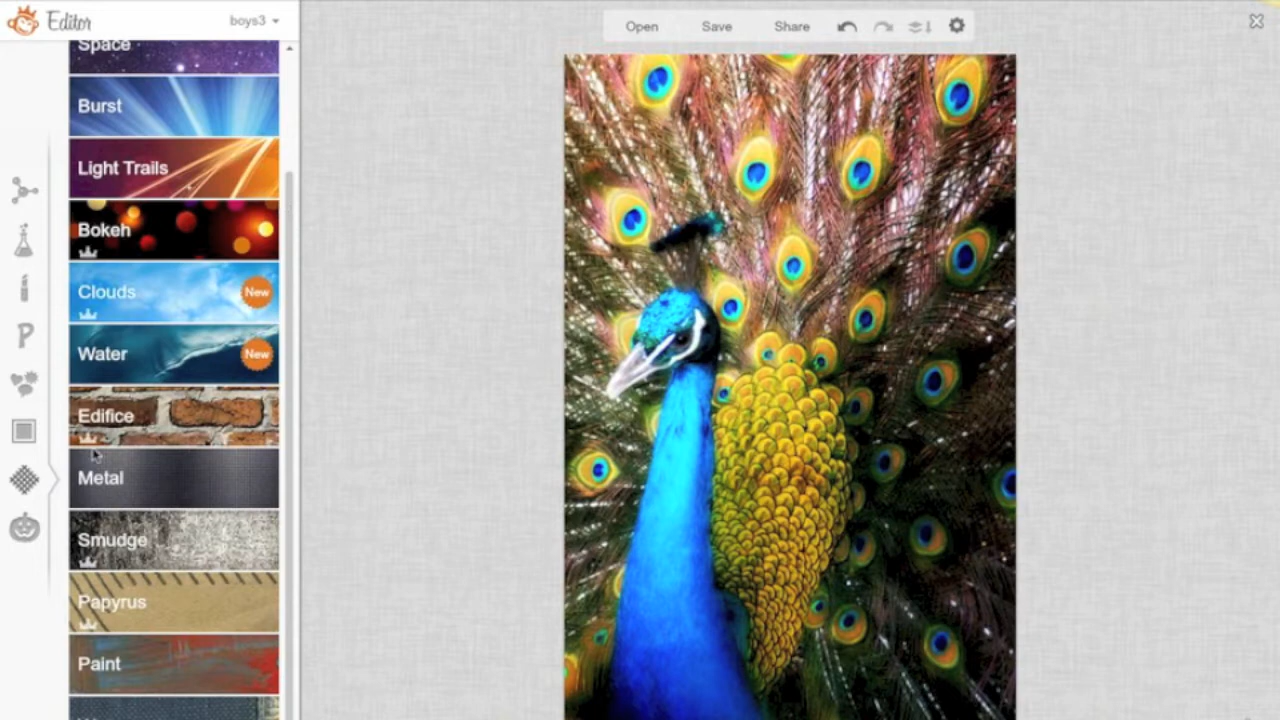 Editor
boys3
Open
Save
Share
Space
Burst
Light Trails
Bokeh
Clouds
New
Water
New
Edifice
Metal
Smudge
Papyrus
Paint